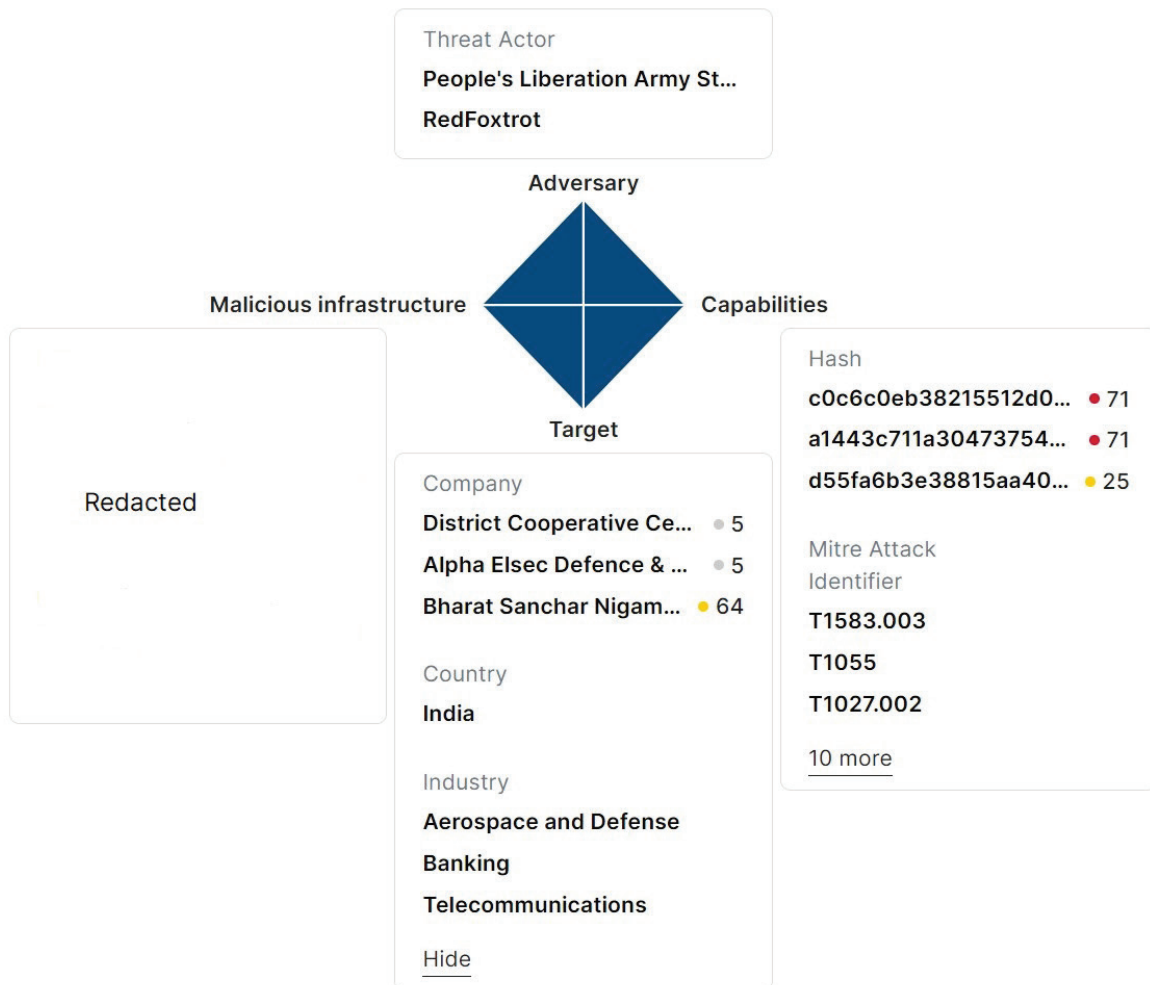 Threat Actor
People's Liberation Army St...
RedFoxtrot
Adversary
Malicious infrastructure
Capabilities
Redacted
Target
Company
District Cooperative Ce... 5
Alpha Elsec Defence & ... 5
Bharat Sanchar Nigam... 64
Country
India
Industry
Aerospace and Defense
Banking
Telecommunications
Hide
Hash
c0c6c0eb38215512d0... 71
a1443c711a30473754... 71
d55fa6b3e38815aa40... 25
Mitre Attack
Identifier
T1583.003
T1055
T1027.002
10 more